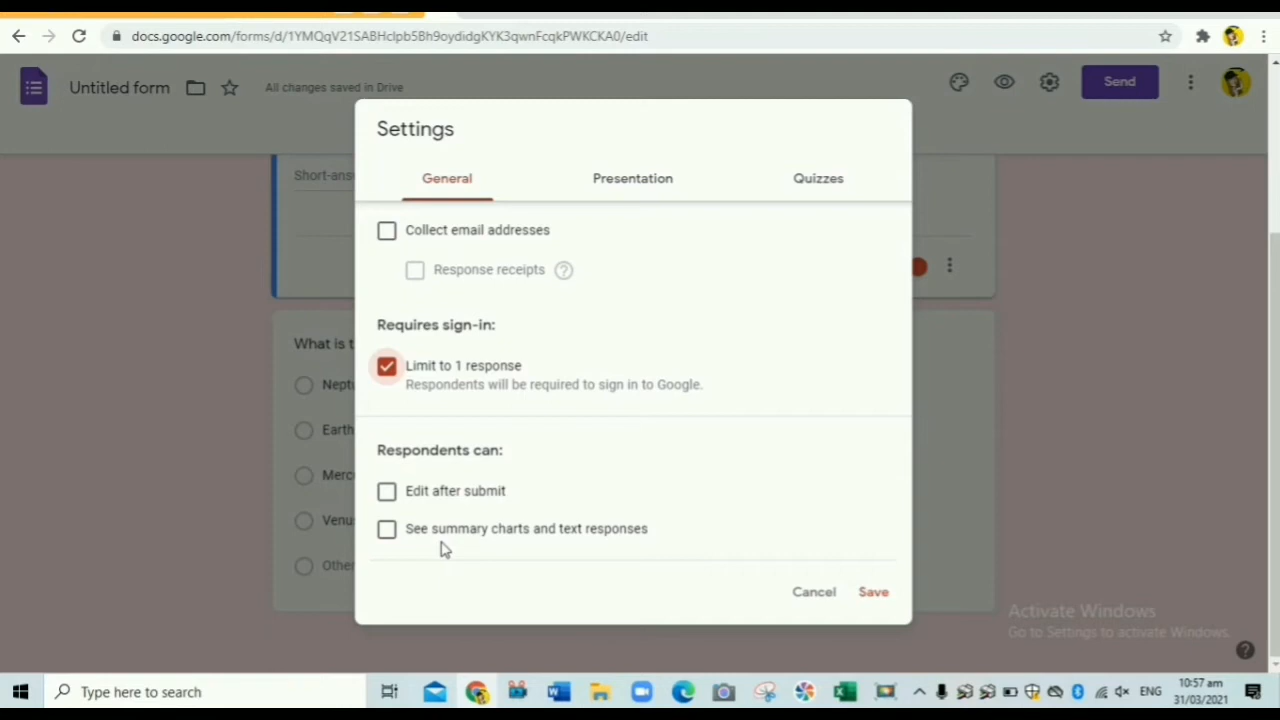 docs.google.com/forms/d/1YMQqV21SABHclpb5Bh9oydidgKYK3qwnFcqkPWKCKA0/edit
Untitled form
All changes saved in Drive
Send
Settings
General Presentation Quizzes
Short-ans
Collect email addresses
Response receipts ?
Requires sign-in:
What is t
Limit to 1 response
Respondents will be required to sign in to Google.
Nept
Earth
Respondents can:
Merc
Edit after submit
Venu
See summary charts and text responses
Other
Cancel Save
Activate Windows
Go to Settings to activate Windows.
Type here to search
ENG
10:57 am
31/03/2021